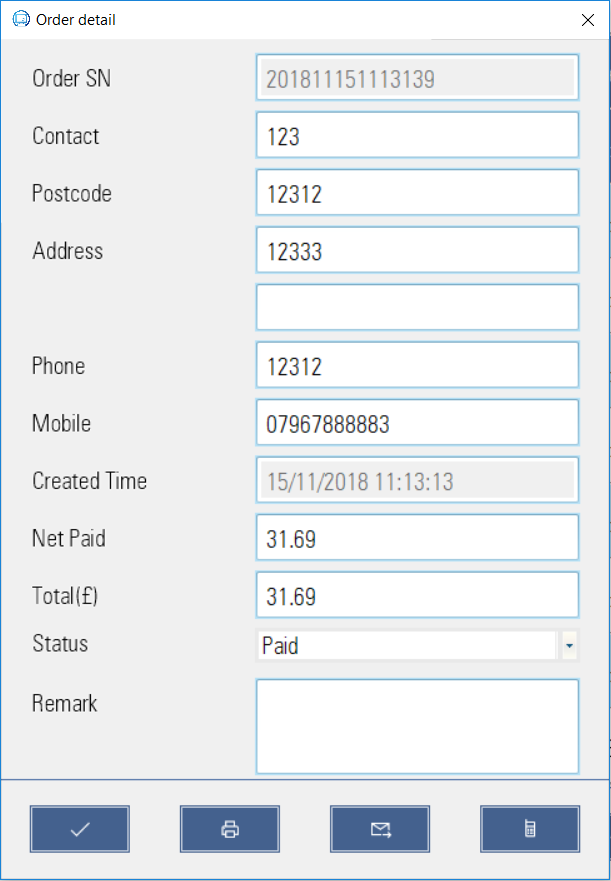 Order detail
Order SN 201811151113139
Contact 123
Postcode 12312
Address 12333
Phone 12312
Mobile 07967888883
Created Time 15/11/2018 11:13:13
Net Paid 31.69
Total(£) 31.69
Status Paid
Remark